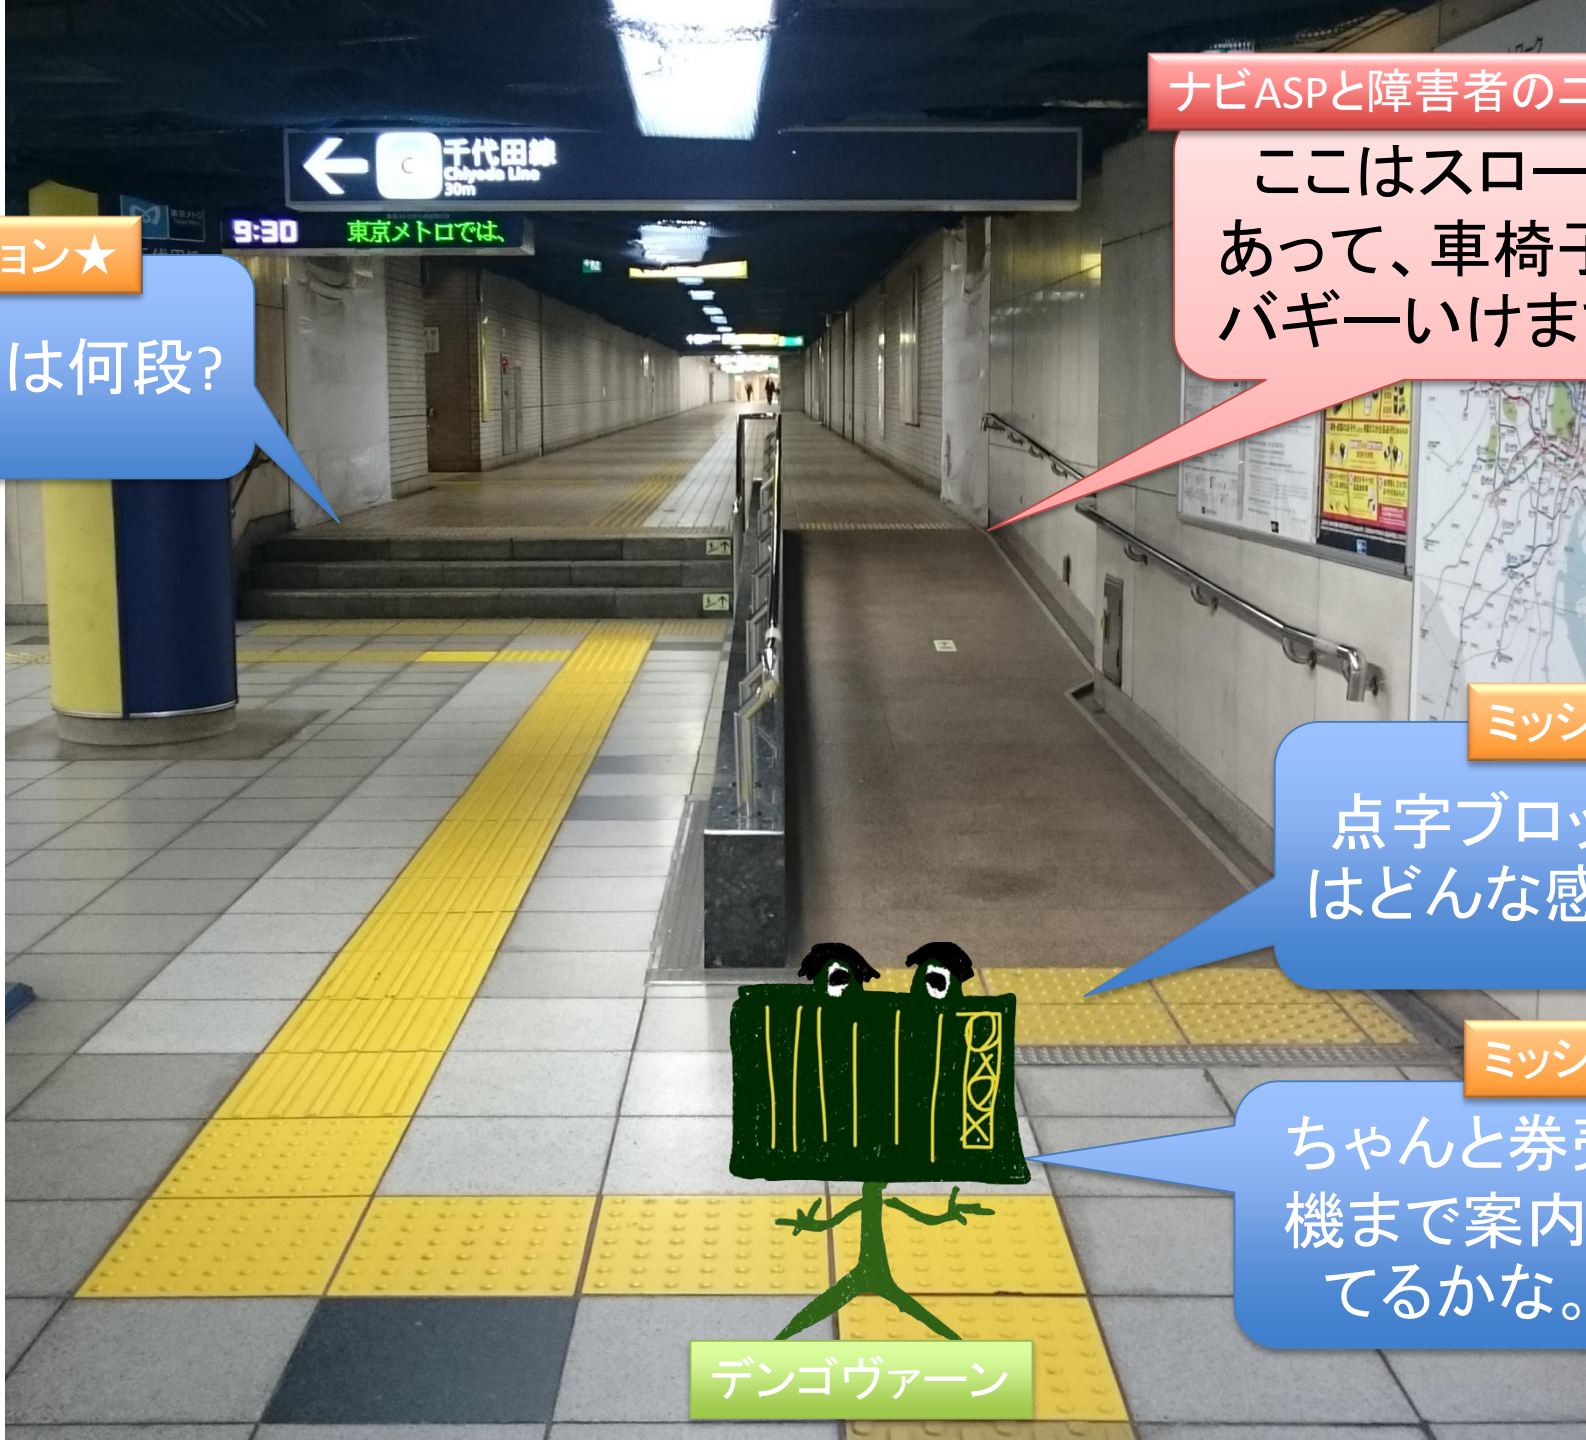 ナビASPと障害者のニ
ここはスロー
あって、車椅子
バギーいけます
千代田線
Chiyoda Line
30m
C
9:30 東京メトロでは、
ョン★
は何段?
ミッシ
点字ブロッ
はどんな感
ミッシ
ちゃんと券売
機まで案内
てるかな。
デンゴヴァーン